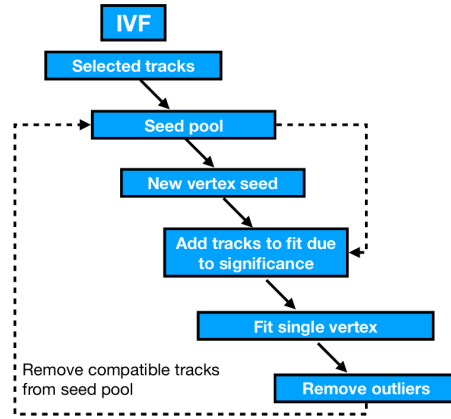 IVF
Selected tracks
Seed pool
New vertex seed
Add tracks to fit due
to significance
Fit single vertex
Remove compatible tracks
from seed pool
Remove outliers